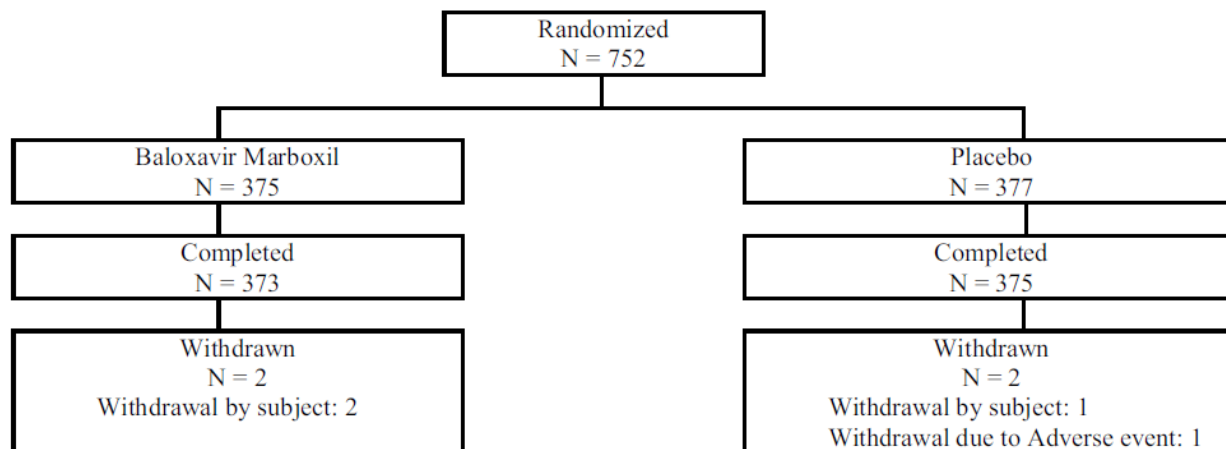 Randomized
N = 752
Baloxavir Marboxil
N = 375
Placebo
N = 377
Completed
N = 373
Completed
N = 375
Withdrawn
N = 2
Withdrawal by subject: 2
Withdrawn
N = 2
Withdrawal by subject: 1
Withdrawal due to Adverse event: 1